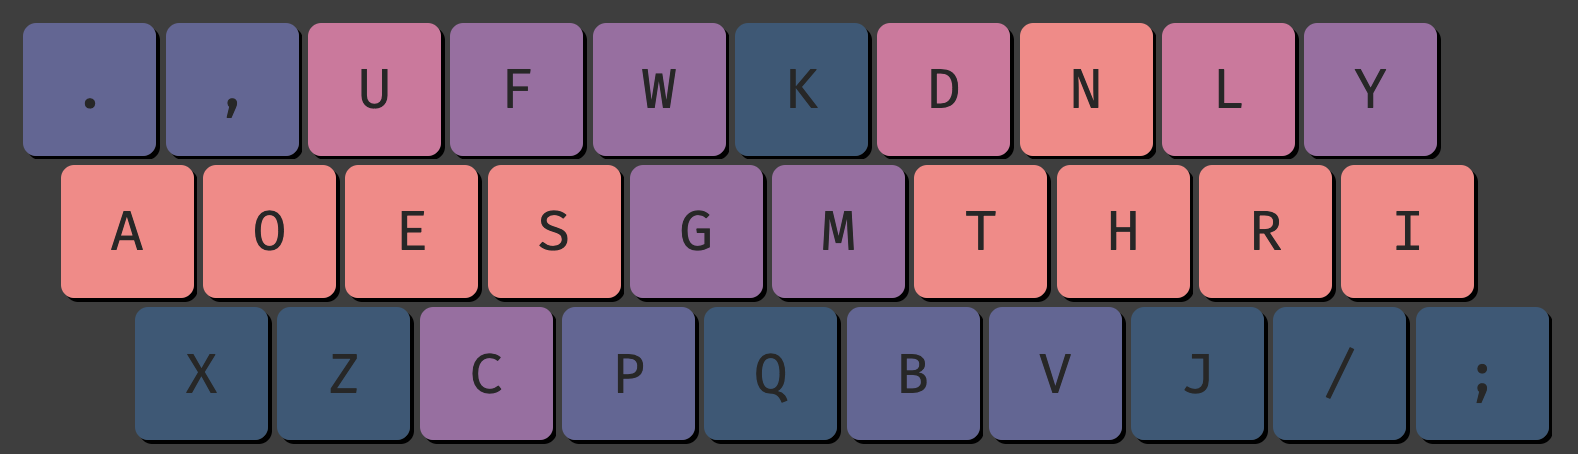 . , U F W K D N L Y
A O E S G M T H R I
X Z C P Q B V J / ;